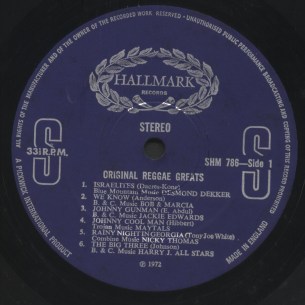 ALL RIGHTS OF THE MANUFACTURER AND OF THE OWNER OF THE RECORDED WORK RESERVED · UNAUTHORISED PUBLIC PERFORMANCE BROADCASTING AND COPYING OF THIS RECORD PROHIBITED
HALLMARK
RECORDS
STEREO
S S
33⅓ R.P.M.
SHM 786—Side 1
ORIGINAL REGGAE GREATS
1. ISRAELITES (Dacres-Kong)
Blue Mountain Music DESMOND DEKKER
2. WE KNOW (Anderson)
B. & C. Music BOB & MARCIA
3. JOHNNY GUNMAN (E. Abdul)
B. & C. Music JACKIE EDWARDS
4. JOHNNY COOL MAN (Hibbert)
Trojan Music MAYTALS
5. RAINY NIGHT IN GEORGIA (Tony Joe White)
Combine Music NICKY THOMAS
6. THE BIG THREE (Johnson)
B. & C. Music HARRY J. ALL STARS
℗ 1972
A PICKWICK INTERNATIONAL PRODUCT
MADE IN ENGLAND